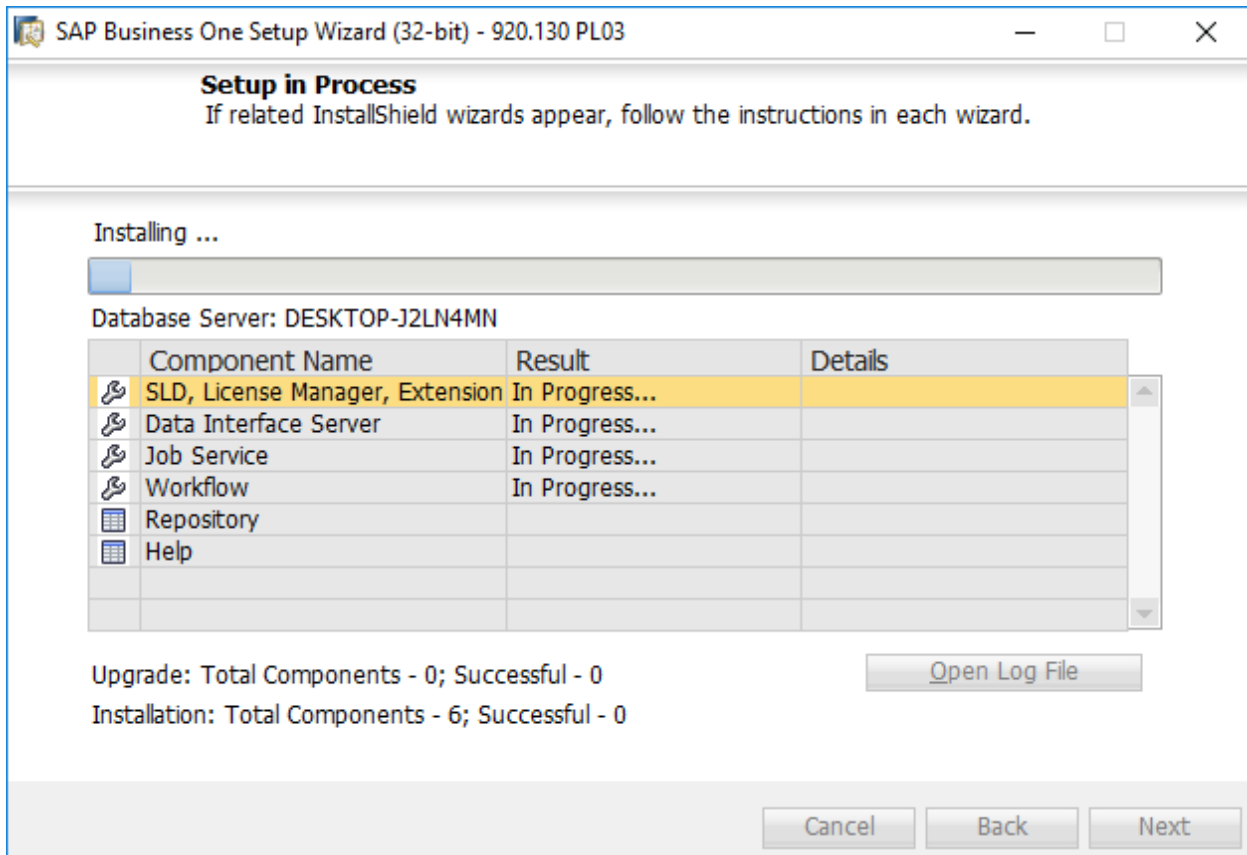 SAP Business One Setup Wizard (32-bit) - 920.130 PL03
Setup in Process
If related InstallShield wizards appear, follow the instructions in each wizard.
Installing ...
Database Server: DESKTOP-J2LN4MN
Component Name Result Details
SLD, License Manager, Extension In Progress...
Data Interface Server In Progress...
Job Service In Progress...
Workflow In Progress...
Repository
Help
Upgrade: Total Components - 0; Successful - 0
Open Log File
Installation: Total Components - 6; Successful - 0
Cancel Back Next